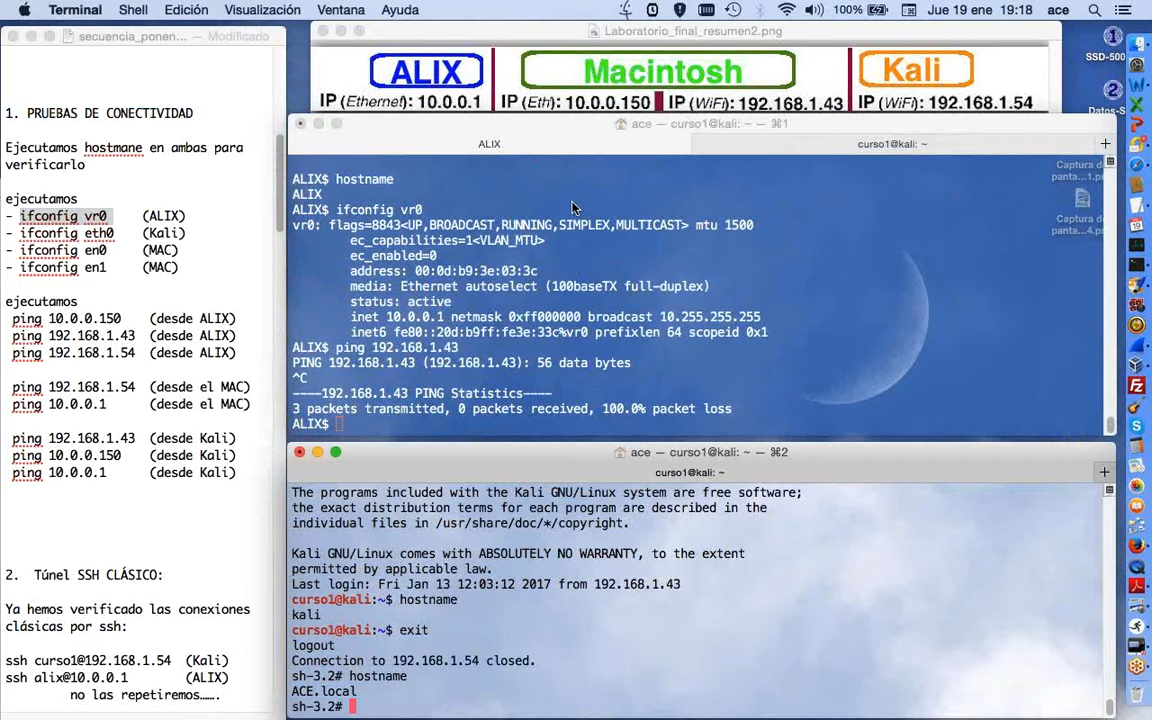 Terminal Shell Edición Visualización Ventana Ayuda 100% Jue 19 ene 19:18 ace
secuencia_ponen... — Modificado
Laboratorio_final_resumen2.png
SSD-500
ALIX Macintosh Kali
IP (Ethernet): 10.0.0.1 IP (Eth): 10.0.0.150 IP (WiFi): 192.168.1.43 IP (WiFi): 192.168.1.54
Datos-S
1. PRUEBAS DE CONECTIVIDAD
Ejecutamos hostmane en ambas para
verificarlo
ejecutamos
- ifconfig vr0 (ALIX)
- ifconfig eth0 (Kali)
- ifconfig en0 (MAC)
- ifconfig en1 (MAC)
ejecutamos
ping 10.0.0.150 (desde ALIX)
ping 192.168.1.43 (desde ALIX)
ping 192.168.1.54 (desde ALIX)
ping 192.168.1.54 (desde el MAC)
ping 10.0.0.1 (desde el MAC)
ping 192.168.1.43 (desde Kali)
ping 10.0.0.150 (desde Kali)
ping 10.0.0.1 (desde Kali)
2. Túnel SSH CLÁSICO:
Ya hemos verificado las conexiones
clásicas por ssh:
ssh curso1@192.168.1.54 (Kali)
ssh alix@10.0.0.1 (ALIX)
no las repetiremos…….
ace — curso1@kali: ~ — ⌘1
ALIX curso1@kali: ~
Captura de
panta...1.p
Captura de
panta...4.p
ALIX$ hostname
ALIX
ALIX$ ifconfig vr0
vr0: flags=8843<UP,BROADCAST,RUNNING,SIMPLEX,MULTICAST> mtu 1500
ec_capabilities=1<VLAN_MTU>
ec_enabled=0
address: 00:0d:b9:3e:03:3c
media: Ethernet autoselect (100baseTX full-duplex)
status: active
inet 10.0.0.1 netmask 0xff000000 broadcast 10.255.255.255
inet6 fe80::20d:b9ff:fe3e:33c%vr0 prefixlen 64 scopeid 0x1
ALIX$ ping 192.168.1.43
PING 192.168.1.43 (192.168.1.43): 56 data bytes
^C
----192.168.1.43 PING Statistics----
3 packets transmitted, 0 packets received, 100.0% packet loss
ALIX$
ace — curso1@kali: ~ — ⌘2
curso1@kali: ~
The programs included with the Kali GNU/Linux system are free software;
the exact distribution terms for each program are described in the
individual files in /usr/share/doc/*/copyright.
Kali GNU/Linux comes with ABSOLUTELY NO WARRANTY, to the extent
permitted by applicable law.
Last login: Fri Jan 13 12:03:12 2017 from 192.168.1.43
curso1@kali:~$ hostname
kali
curso1@kali:~$ exit
logout
Connection to 192.168.1.54 closed.
sh-3.2# hostname
ACE.local
sh-3.2#